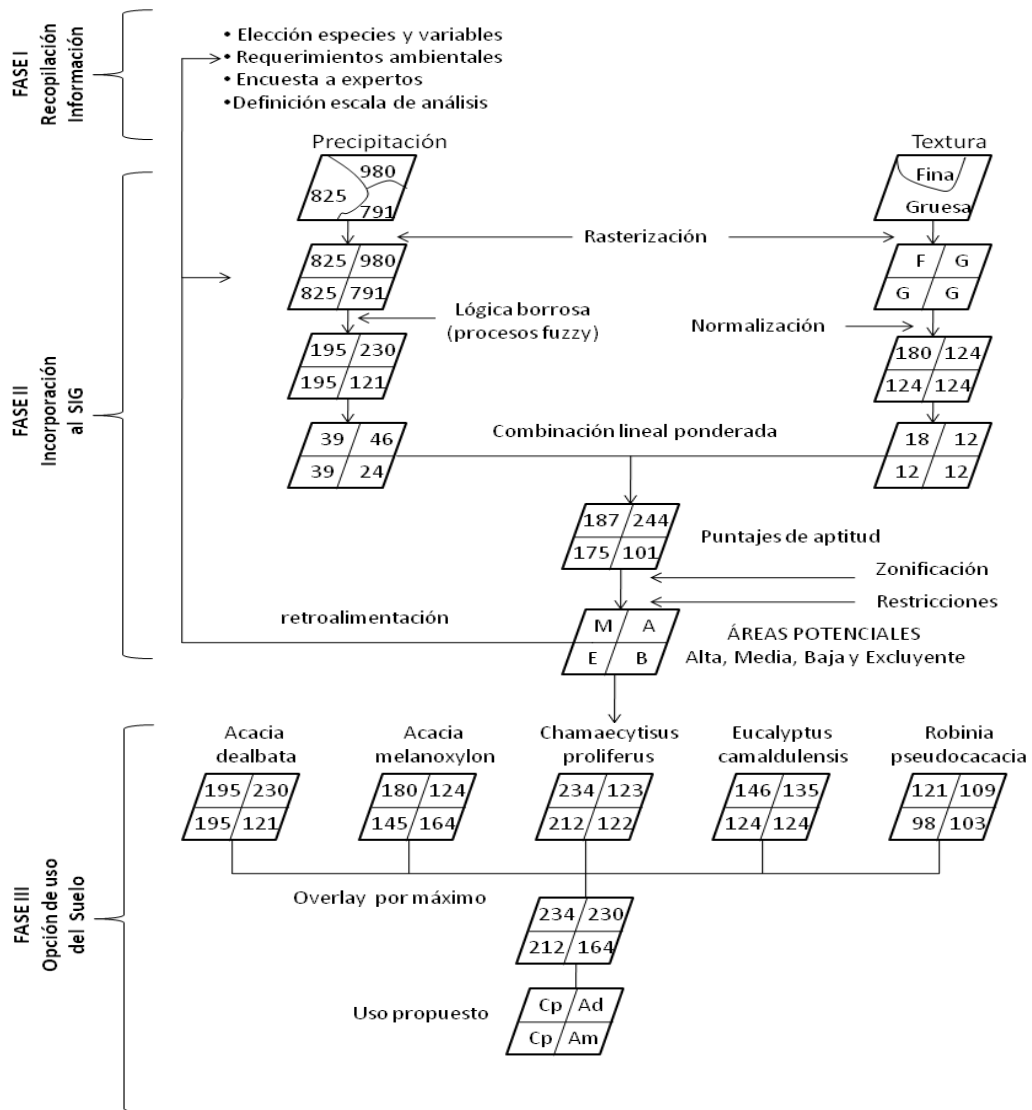 FASE I
Recopilación
Información
• Elección especies y variables
• Requerimientos ambientales
• Encuesta a expertos
•Definición escala de análisis
FASE II
Incorporación
al SIG
Precipitación
Textura
980
825
791
Fina
Gruesa
Rasterización
825 980
825 791
F G
G G
Lógica borrosa
(procesos fuzzy)
Normalización
195 230
195 121
180 124
124 124
39 46
39 24
Combinación lineal ponderada
18 12
12 12
187 244
175 101
Puntajes de aptitud
Zonificación
Restricciones
retroalimentación
M A
E B
ÁREAS POTENCIALES
Alta, Media, Baja y Excluyente
FASE III
Opción de uso
del Suelo
Acacia
dealbata
195 230
195 121
Acacia
melanoxylon
180 124
145 164
Chamaecytisus
proliferus
234 123
212 122
Eucalyptus
camaldulensis
146 135
124 124
Robinia
pseudocacacia
121 109
98 103
Overlay por máximo
234 230
212 164
Uso propuesto
Cp Ad
Cp Am